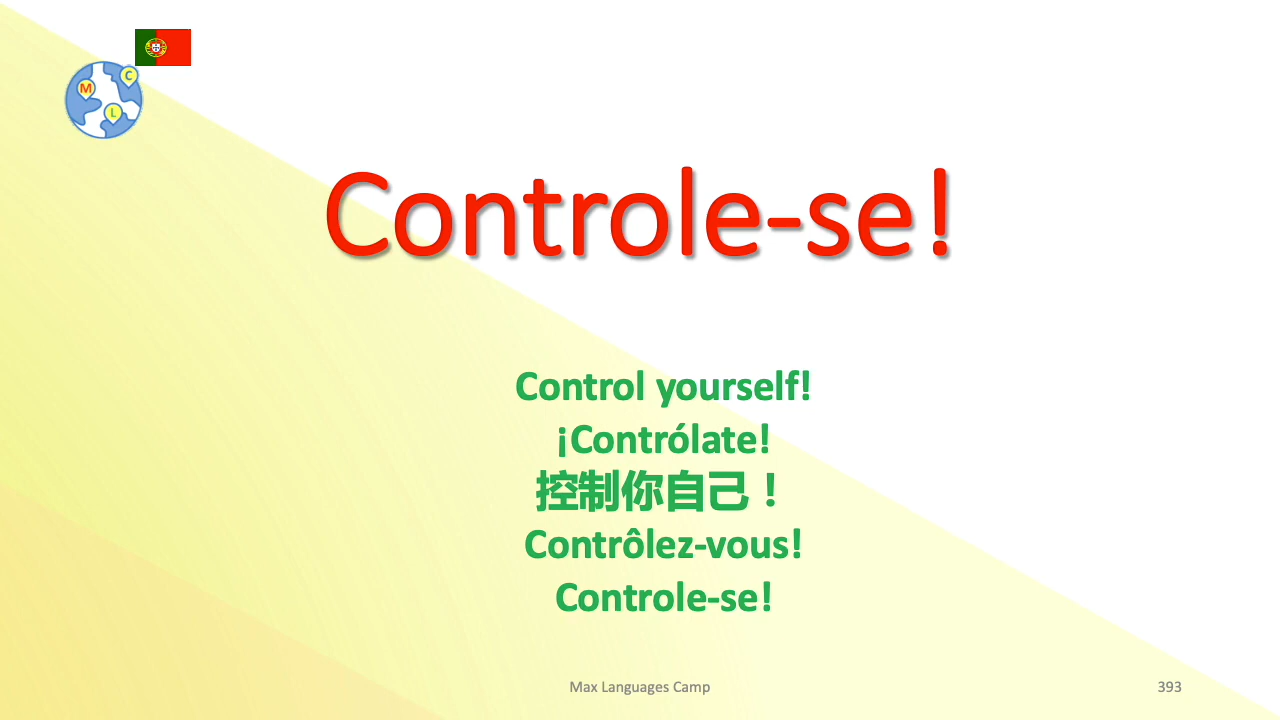 M
C
L
Controle-se!
Control yourself!
¡Contrólate!
控制你自己！
Contrôlez-vous!
Controle-se!
Max Languages Camp
393